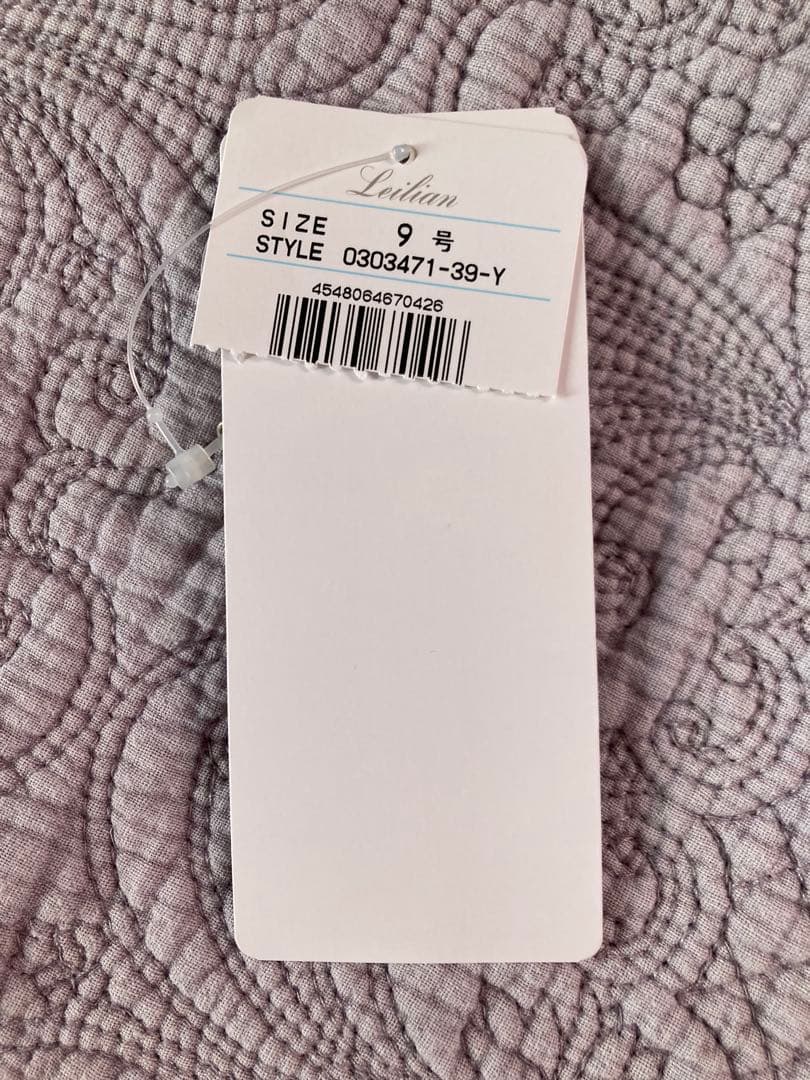 Leilian
SIZE 9 号
STYLE 0303471-39-Y
4548064670426